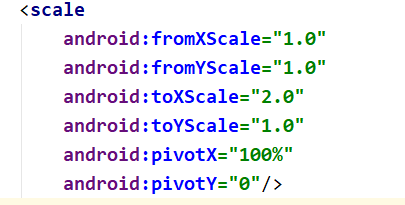 <scale
android:fromXScale="1.0"
android:fromYScale="1.0"
android:toXScale="2.0"
android:toYScale="1.0"
android:pivotX="100%"
android:pivotY="0"/>